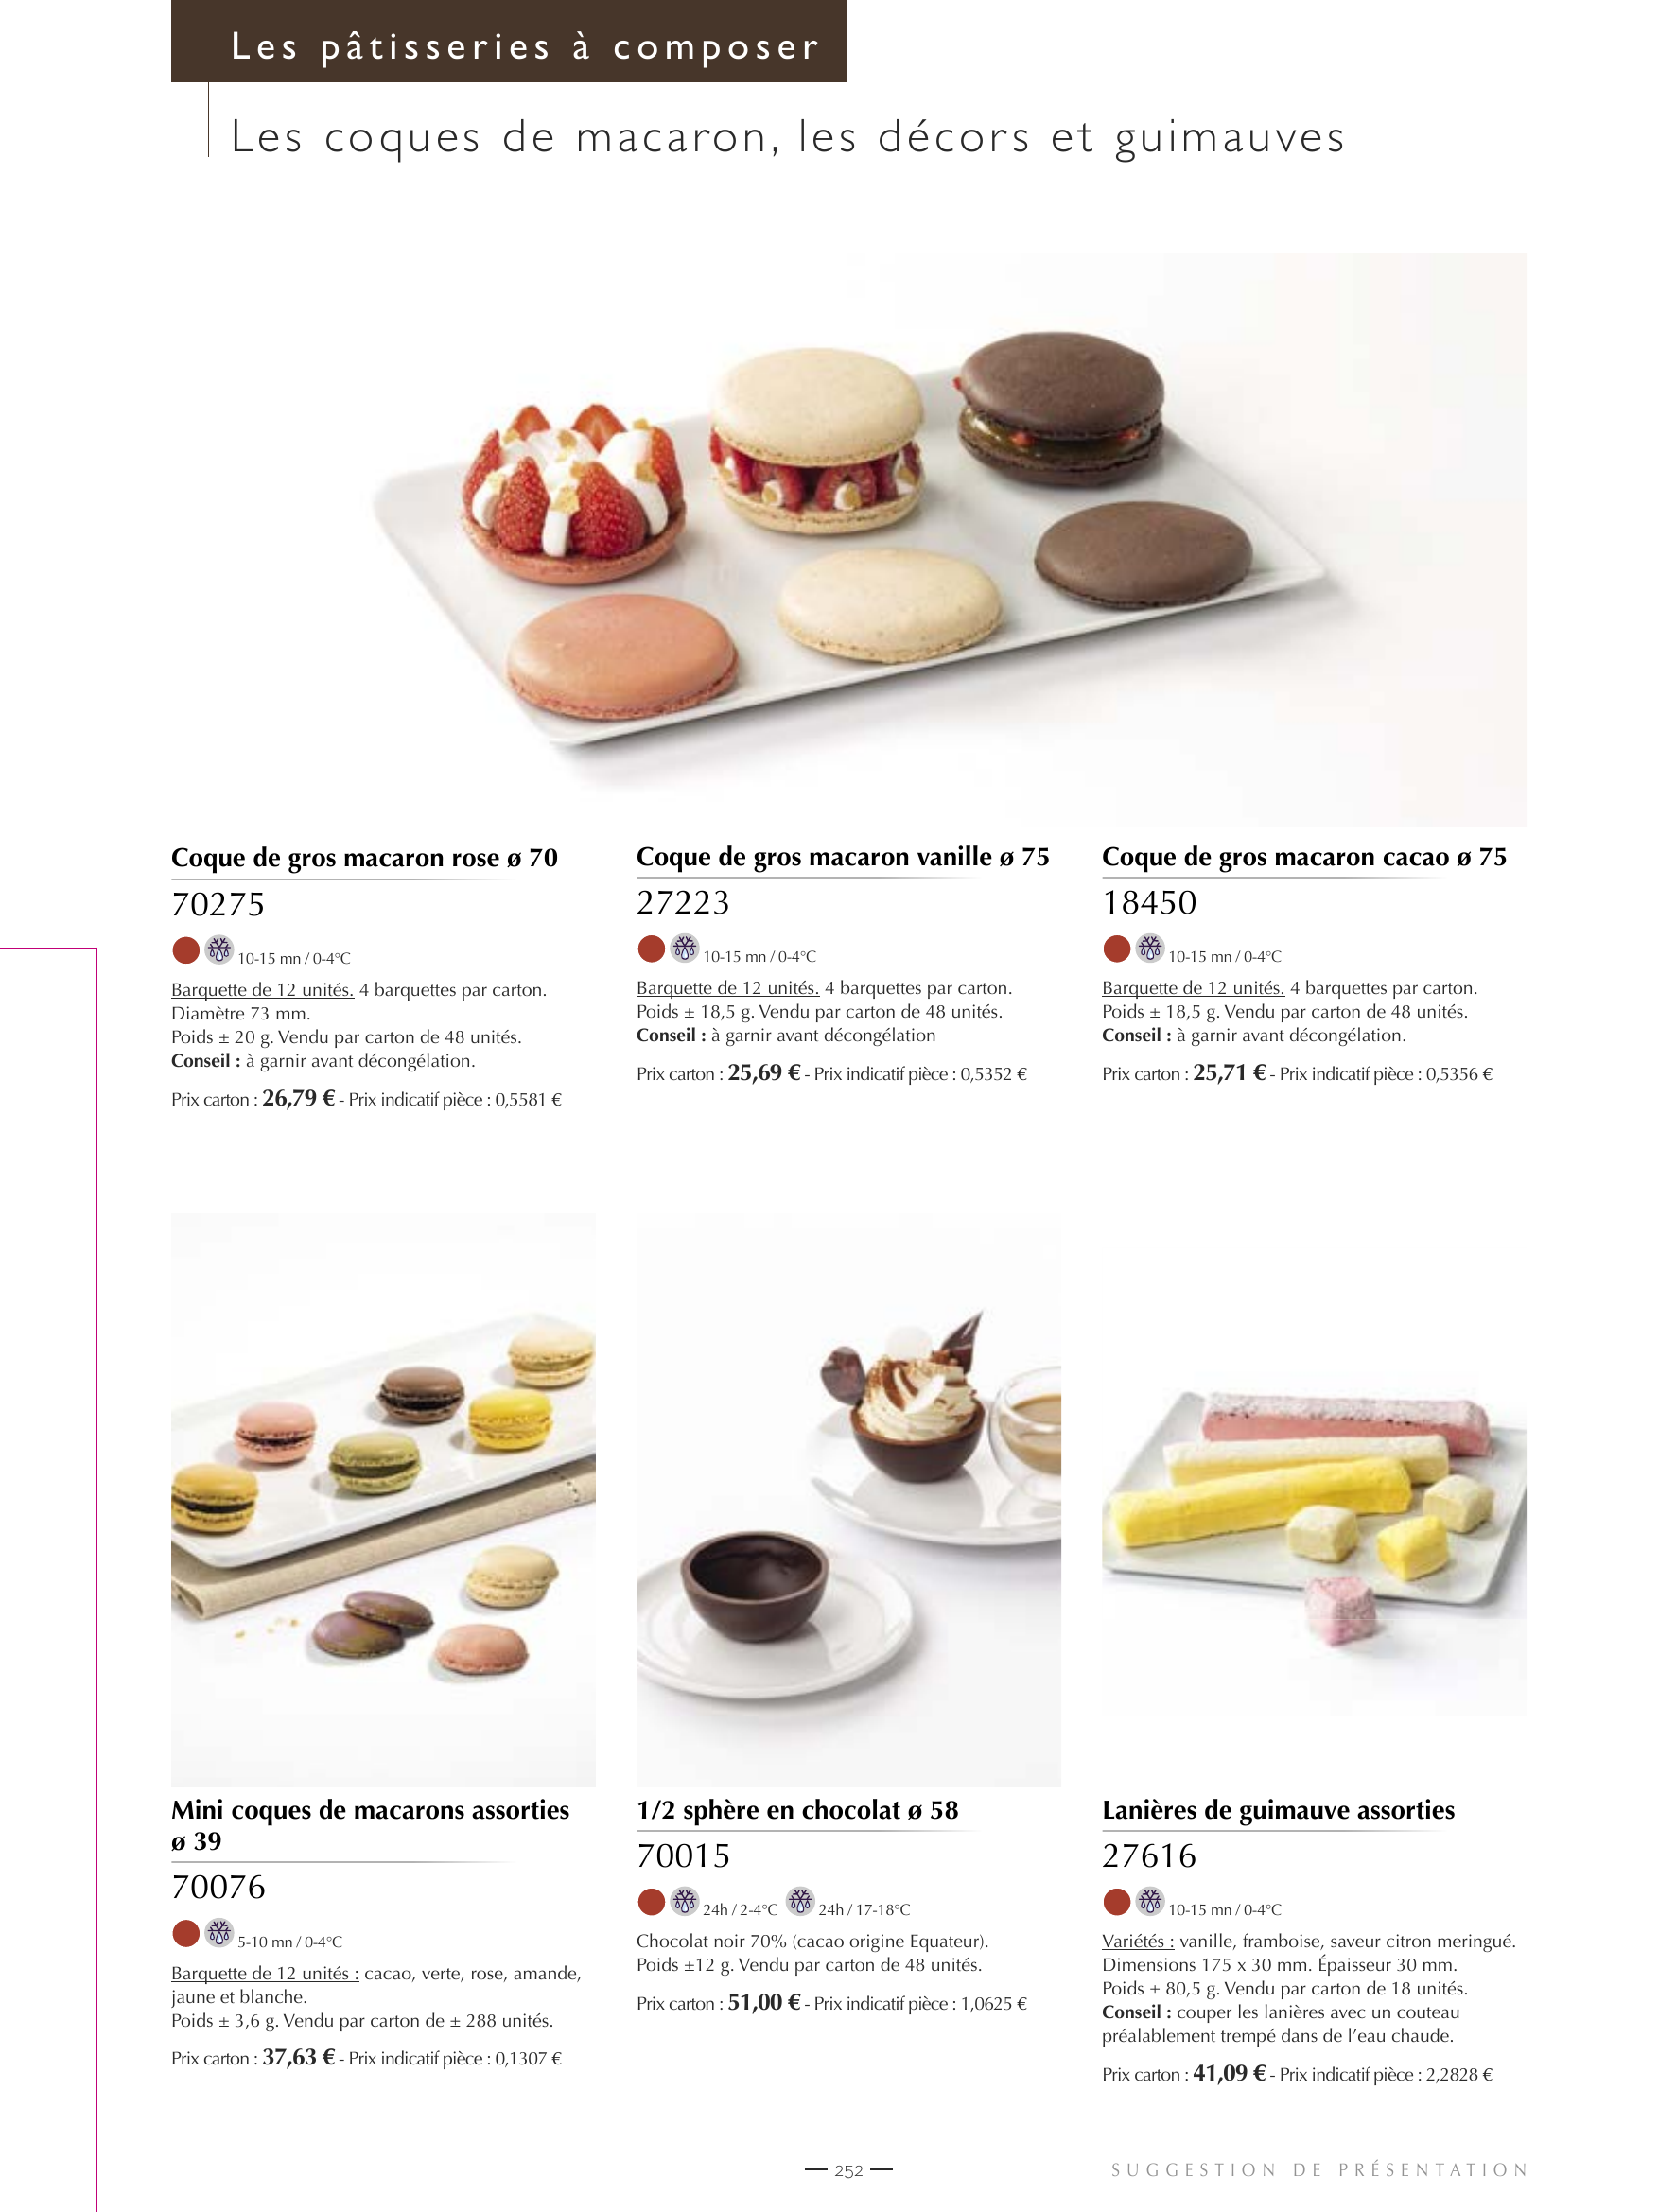 Les pâtisseries à composer
Les coques de macaron, les décors et guimauves
Coque de gros macaron rose ø 70
70275
10-15 mn / 0-4°C
Barquette de 12 unités. 4 barquettes par carton.
Diamètre 73 mm.
Poids ± 20 g. Vendu par carton de 48 unités.
Conseil : à garnir avant décongélation.
Prix carton : 26,79 € - Prix indicatif pièce : 0,5581 €
Coque de gros macaron vanille ø 75
27223
10-15 mn / 0-4°C
Barquette de 12 unités. 4 barquettes par carton.
Poids ± 18,5 g. Vendu par carton de 48 unités.
Conseil : à garnir avant décongélation
Prix carton : 25,69 € - Prix indicatif pièce : 0,5352 €
Coque de gros macaron cacao ø 75
18450
10-15 mn / 0-4°C
Barquette de 12 unités. 4 barquettes par carton.
Poids ± 18,5 g. Vendu par carton de 48 unités.
Conseil : à garnir avant décongélation.
Prix carton : 25,71 € - Prix indicatif pièce : 0,5356 €
Mini coques de macarons assorties
ø 39
70076
5-10 mn / 0-4°C
Barquette de 12 unités : cacao, verte, rose, amande,
jaune et blanche.
Poids ± 3,6 g. Vendu par carton de ± 288 unités.
Prix carton : 37,63 € - Prix indicatif pièce : 0,1307 €
1/2 sphère en chocolat ø 58
70015
24h / 2-4°C 24h / 17-18°C
Chocolat noir 70% (cacao origine Equateur).
Poids ±12 g. Vendu par carton de 48 unités.
Prix carton : 51,00 € - Prix indicatif pièce : 1,0625 €
Lanières de guimauve assorties
27616
10-15 mn / 0-4°C
Variétés : vanille, framboise, saveur citron meringué.
Dimensions 175 x 30 mm. Épaisseur 30 mm.
Poids ± 80,5 g. Vendu par carton de 18 unités.
Conseil : couper les lanières avec un couteau
préalablement trempé dans de l’eau chaude.
Prix carton : 41,09 € - Prix indicatif pièce : 2,2828 €
252
SUGGESTION DE PRÉSENTATION